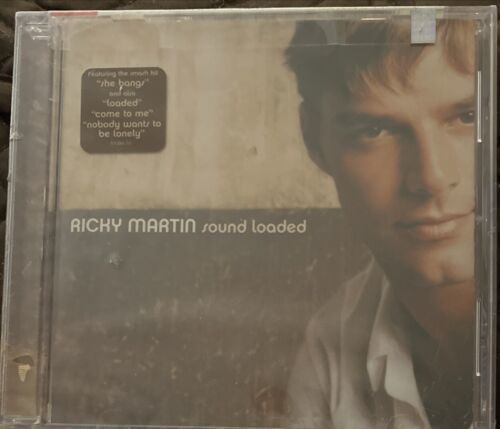 Featuring the smash hit
"she bangs"
and also
"loaded"
"come to me"
"nobody wants to
be lonely"
RICKY MARTIN sound loaded